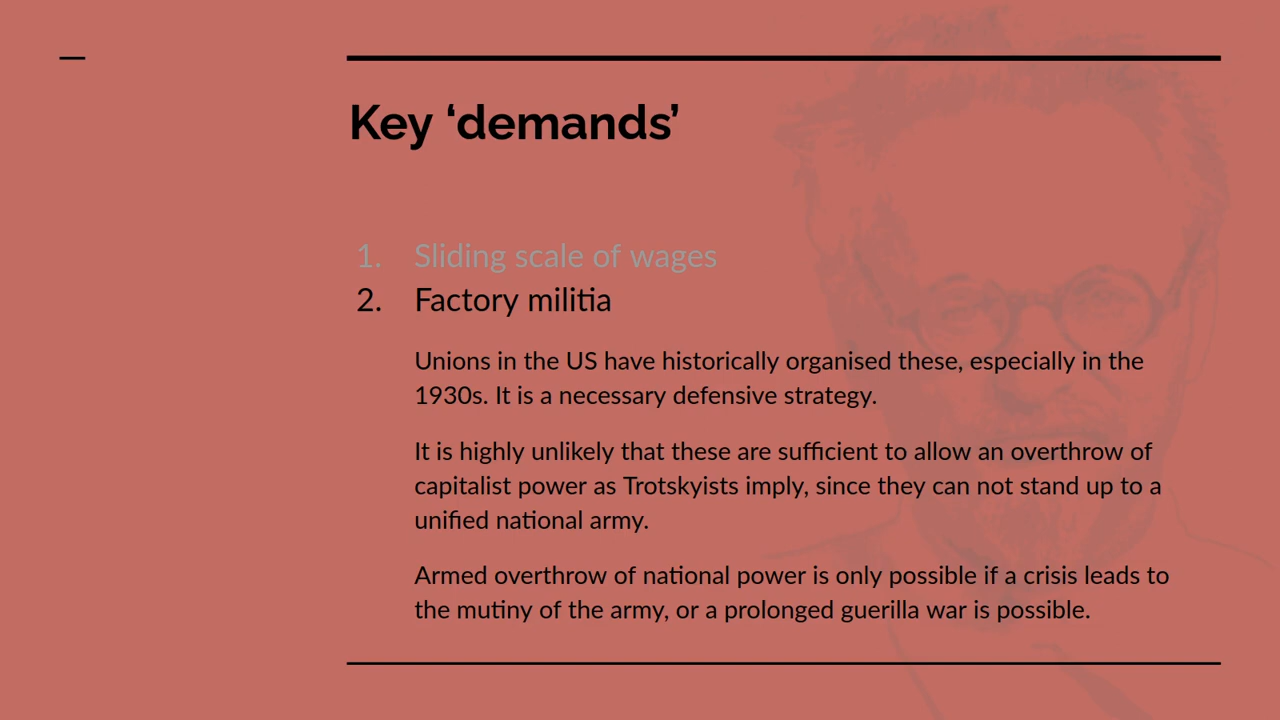 Key ‘demands’
1. Sliding scale of wages
2. Factory militia
Unions in the US have historically organised these, especially in the
1930s. It is a necessary defensive strategy.
It is highly unlikely that these are sufficient to allow an overthrow of
capitalist power as Trotskyists imply, since they can not stand up to a
unified national army.
Armed overthrow of national power is only possible if a crisis leads to
the mutiny of the army, or a prolonged guerilla war is possible.